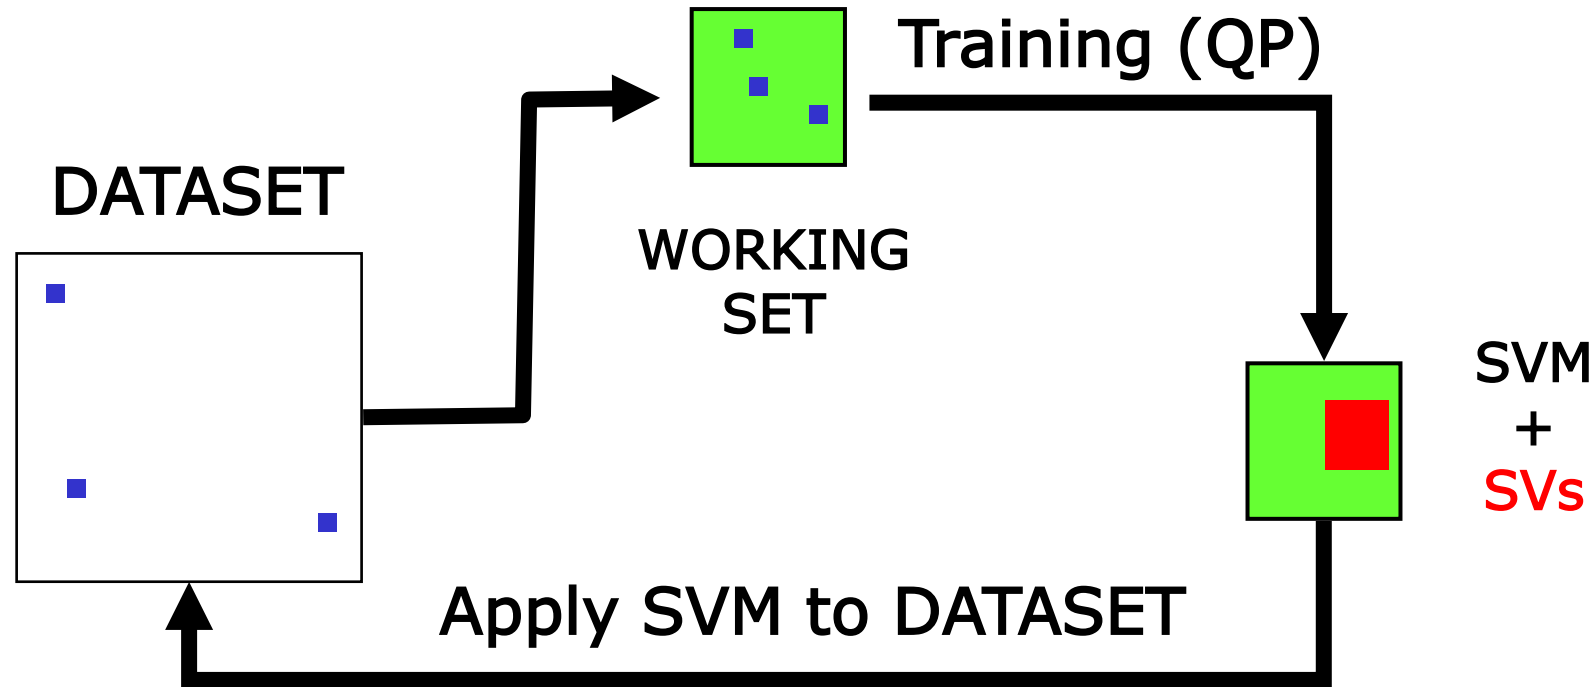 Training (QP)
DATASET
WORKING
SET
SVM
+
SVs
Apply SVM to DATASET